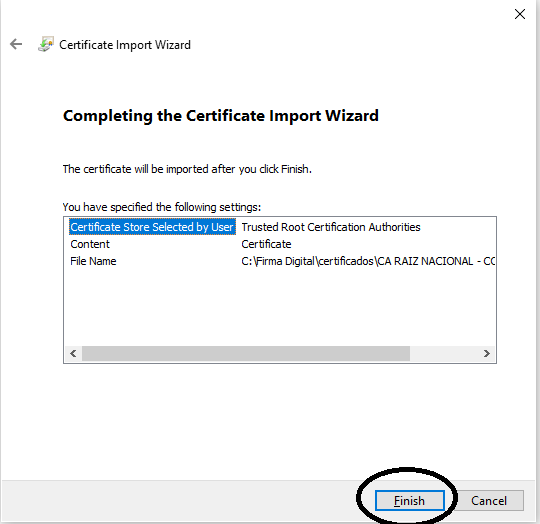 Certificate Import Wizard
Completing the Certificate Import Wizard
The certificate will be imported after you click Finish.
You have specified the following settings:
Certificate Store Selected by User Trusted Root Certification Authorities
Content Certificate
File Name C:\Firma Digital\certificados\CA RAIZ NACIONAL - CO
Finish Cancel